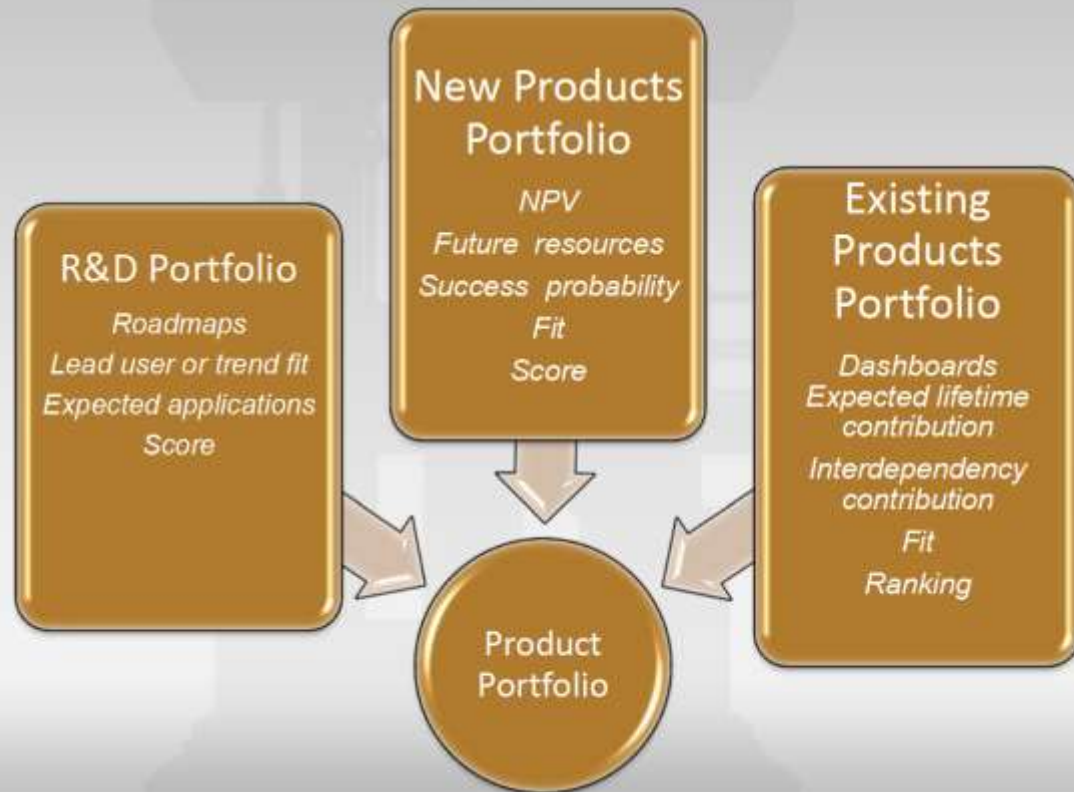 R&D Portfolio
Roadmaps
Lead user or trend fit
Expected applications
Score
New Products
Portfolio
NPV
Future resources
Success probability
Fit
Score
Existing
Products
Portfolio
Dashboards
Expected lifetime
contribution
Interdependency
contribution
Fit
Ranking
Product
Portfolio